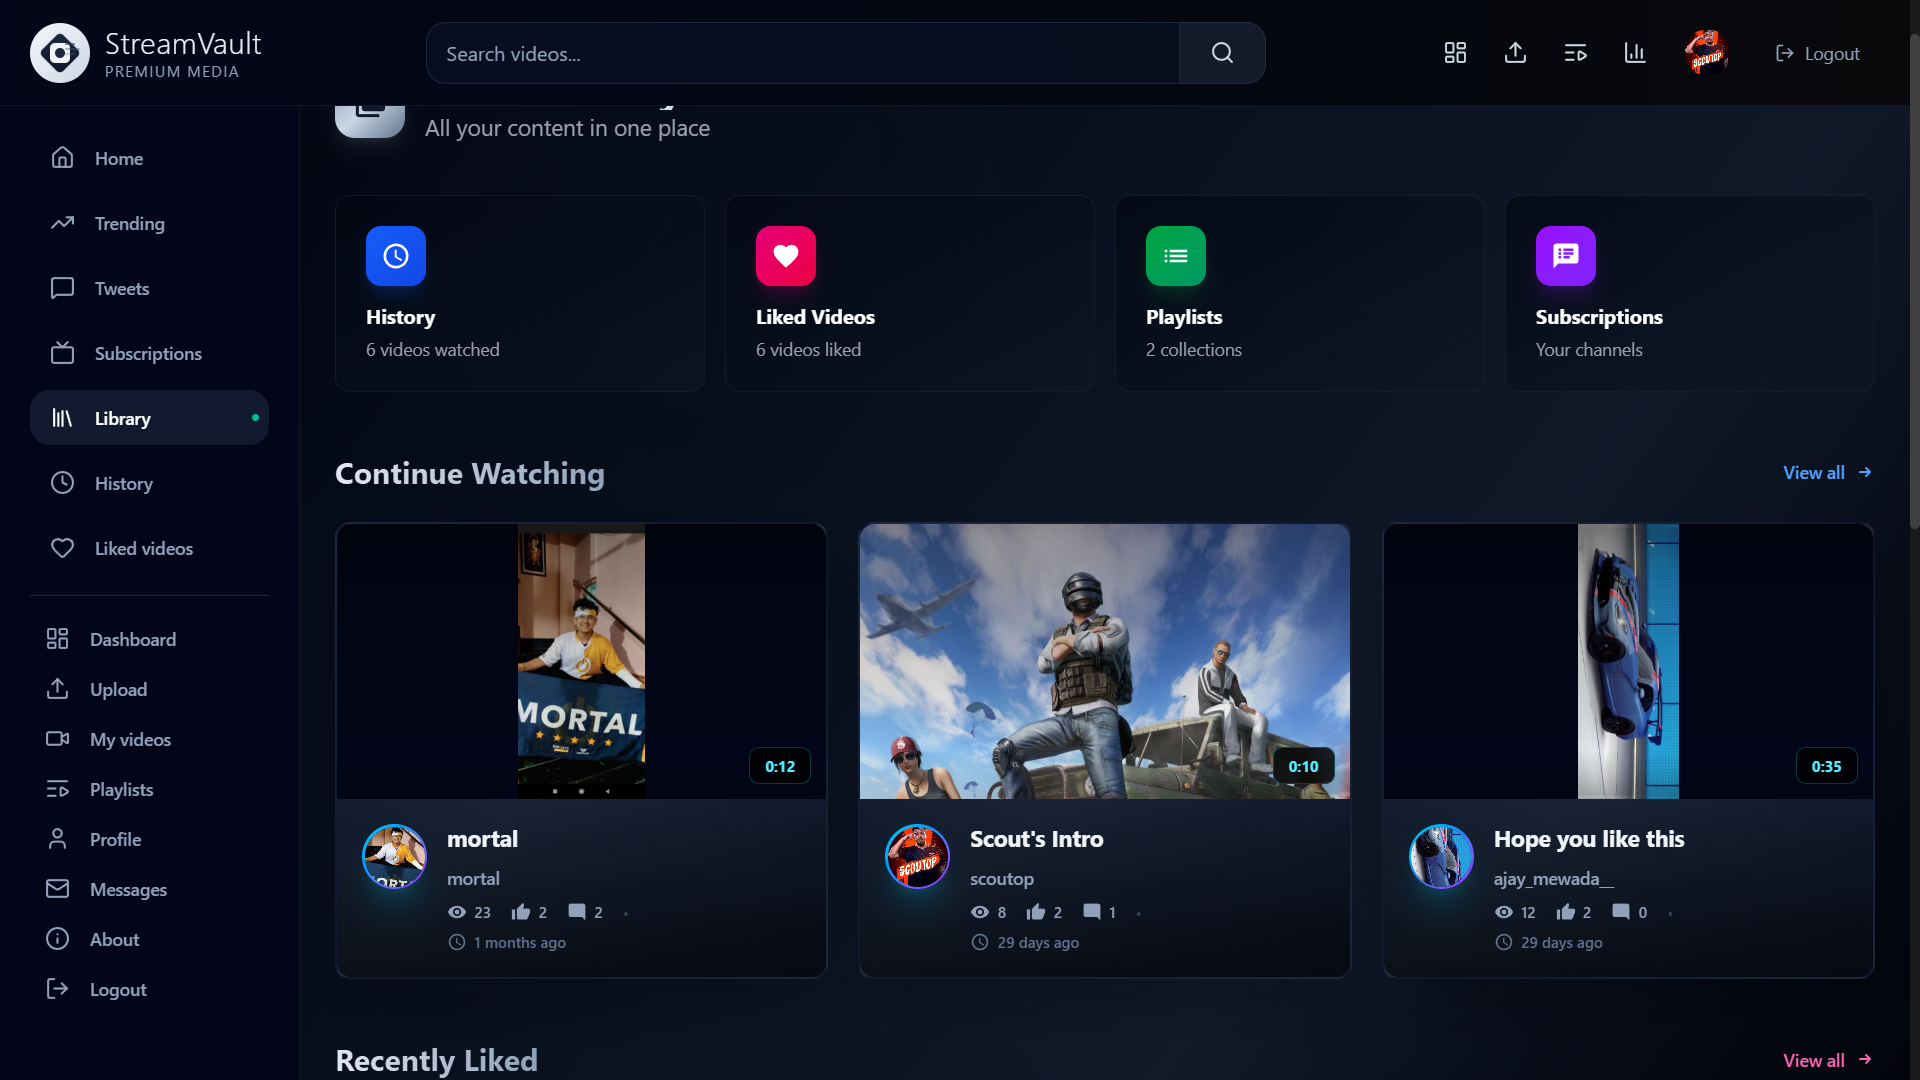 StreamVault
PREMIUM MEDIA
Search videos...
Logout
Home
Trending
Tweets
Subscriptions
Library
History
Liked videos
Dashboard
Upload
My videos
Playlists
Profile
Messages
About
Logout
All your content in one place
History
6 videos watched
Liked Videos
6 videos liked
Playlists
2 collections
Subscriptions
Your channels
Continue Watching
View all
MORTAL
0:12
mortal
mortal
23 2 2
1 months ago
0:10
SCOUTOP
Scout's Intro
scoutop
8 2 1
29 days ago
0:35
Hope you like this
ajay_mewada__
12 2 0
29 days ago
Recently Liked
View all